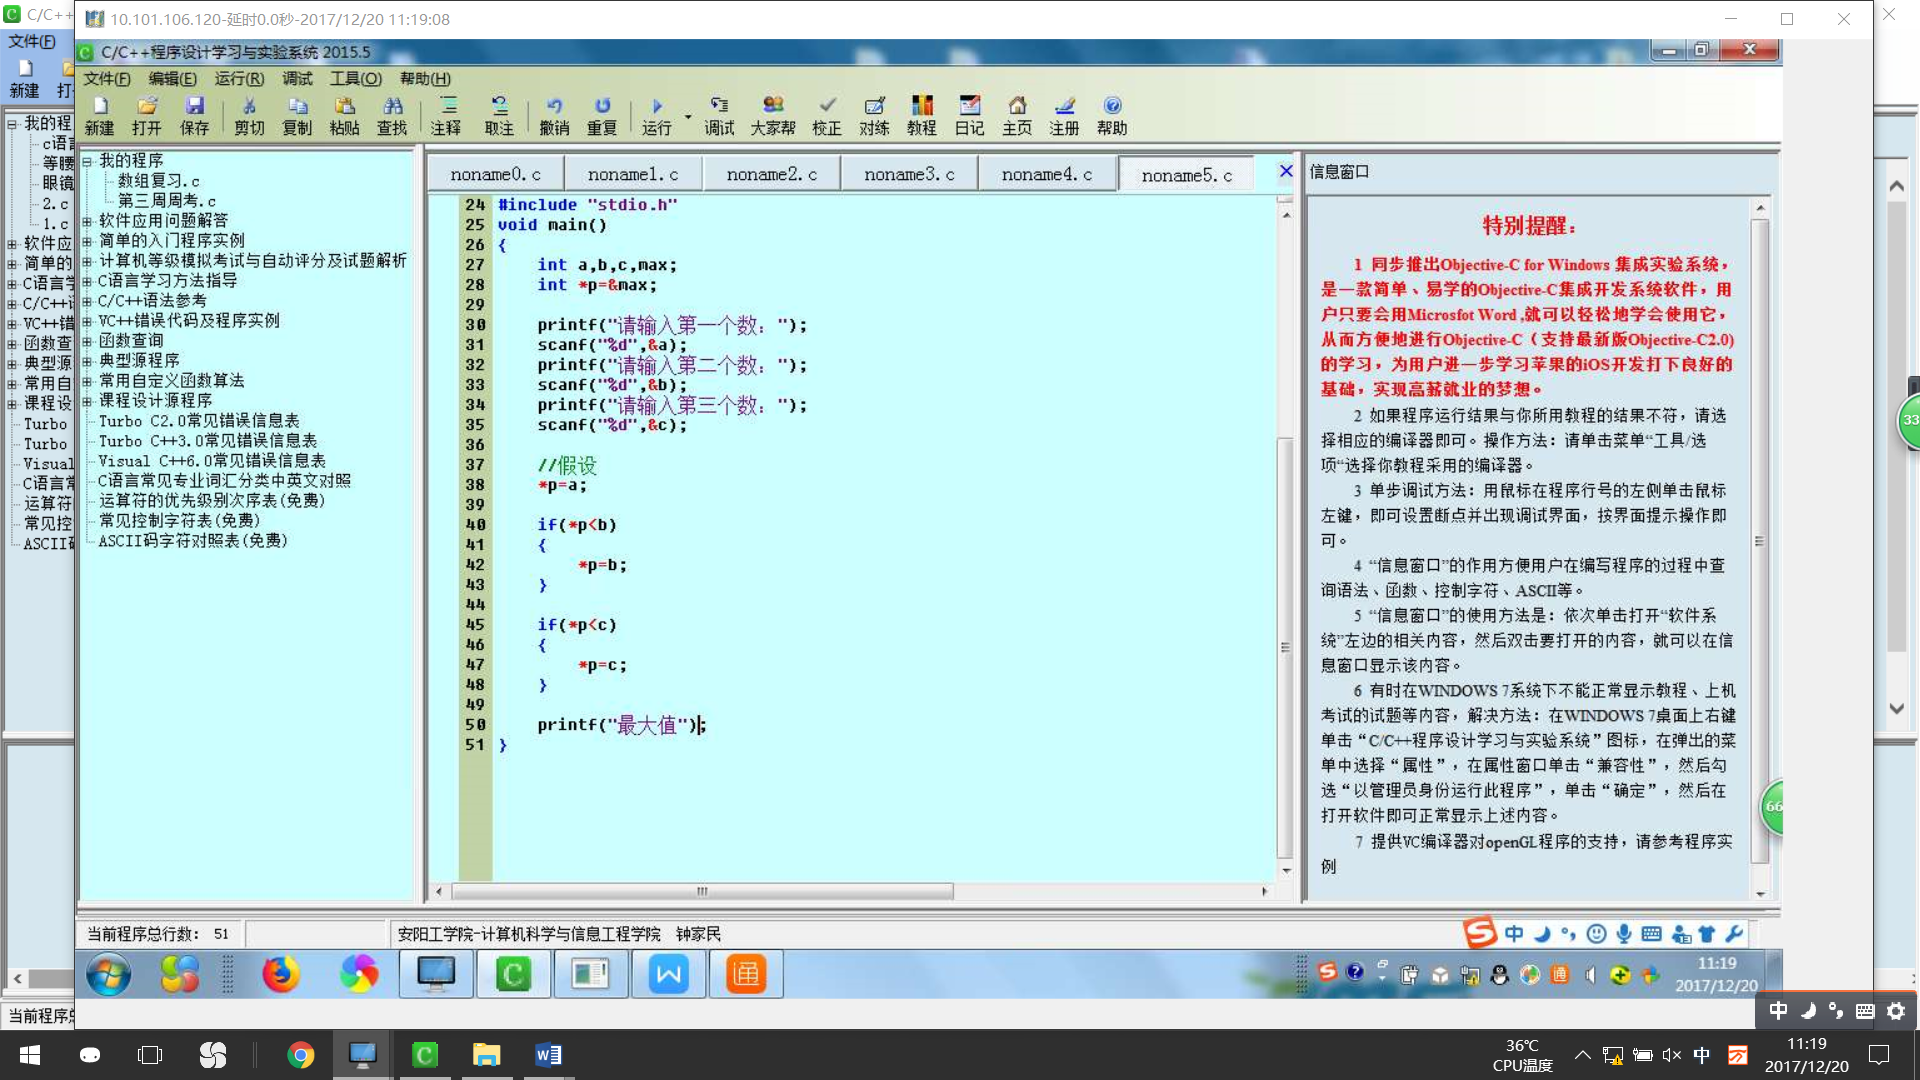 C/C++
10.101.106.120-延时0.0秒-2017/12/20 11:19:08
文件(F)
新建 打
C/C++程序设计学习与实验系统 2015.5
文件(F) 编辑(E) 运行(R) 调试 工具(O) 帮助(H)
新建 打开 保存 剪切 复制 粘贴 查找 注释 取注 撤销 重复 运行 调试 大家帮 校正 对练 教程 日记 主页 注册 帮助
我的程
c语言
等腰
眼镜
2.c
1.c
软件应
简单的
C语言学
C/C++语
VC++错
函数查
典型源
常用自
课程设
Turbo
Turbo
Visual
C语言常
运算符
常见控
ASCII码
我的程序
数组复习.c
第三周周考.c
软件应用问题解答
简单的入门程序实例
计算机等级模拟考试与自动评分及试题解析
C语言学习方法指导
C/C++语法参考
VC++错误代码及程序实例
函数查询
典型源程序
常用自定义函数算法
课程设计源程序
Turbo C2.0常见错误信息表
Turbo C++3.0常见错误信息表
Visual C++6.0常见错误信息表
C语言常见专业词汇分类中英文对照
运算符的优先级别次序表(免费)
常见控制字符表(免费)
ASCII码字符对照表(免费)
noname0.c noname1.c noname2.c noname3.c noname4.c noname5.c
24 #include "stdio.h"
25 void main()
26 {
27 int a,b,c,max;
28 int *p=&max;
29
30 printf("请输入第一个数: ");
31 scanf("%d",&a);
32 printf("请输入第二个数: ");
33 scanf("%d",&b);
34 printf("请输入第三个数: ");
35 scanf("%d",&c);
36
37 //假设
38 *p=a;
39
40 if(*p<b)
41 {
42 *p=b;
43 }
44
45 if(*p<c)
46 {
47 *p=c;
48 }
49
50 printf("最大值");
51 }
信息窗口
特别提醒：
1 同步推出Objective-C for Windows 集成实验系统，
是一款简单、易学的Objective-C集成开发系统软件，用
户只要会用Microsfot Word ,就可以轻松地学会使用它，
从而方便地进行Objective-C（支持最新版Objective-C2.0)
的学习，为用户进一步学习苹果的iOS开发打下良好的
基础，实现高薪就业的梦想。
2 如果程序运行结果与你所用教程的结果不符，请选
择相应的编译器即可。操作方法：请单击菜单“工具/选
项“选择你教程采用的编译器。
3 单步调试方法：用鼠标在程序行号的左侧单击鼠标
左键，即可设置断点并出现调试界面，按界面提示操作即
可。
4 “信息窗口”的作用方便用户在编写程序的过程中查
询语法、函数、控制字符、ASCII等。
5 “信息窗口”的使用方法是：依次单击打开“软件系
统”左边的相关内容，然后双击要打开的内容，就可以在信
息窗口显示该内容。
6 有时在WINDOWS 7系统下不能正常显示教程、上机
考试的试题等内容，解决方法：在WINDOWS 7桌面上右键
单击“C/C++程序设计学习与实验系统”图标，在弹出的菜
单中选择“属性”，在属性窗口单击“兼容性”，然后勾
选“以管理员身份运行此程序”，单击“确定”，然后在
打开软件即可正常显示上述内容。
7 提供VC编译器对openGL程序的支持，请参考程序实
例
33
66
当前程序总行数: 51
安阳工学院-计算机科学与信息工程学院 钟家民
中
11:19
2017/12/20
当前程序总
中
36℃
CPU温度
中
11:19
2017/12/20